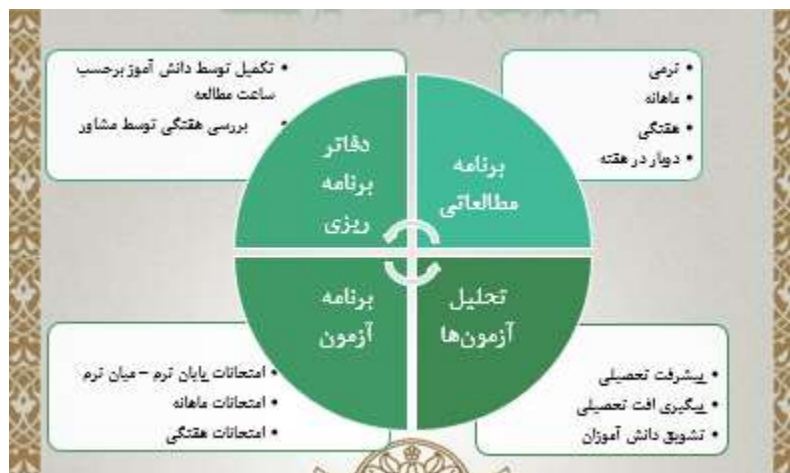 برنامه
مطالعاتی
• ترمی
• ماهانه
• هفتگی
• دوبار در هفته
دفاتر
برنامه
ریزی
• تکمیل توسط دانش آموز برحسب
ساعت مطالعه
• بررسی هفتگی توسط مشاور
تحلیل
آزمون‌ها
• پیشرفت تحصیلی
• پیگیری افت تحصیلی
• تشویق دانش آموزان
برنامه
آزمون
• امتحانات پایان ترم – میان ترم
• امتحانات ماهانه
• امتحانات هفتگی